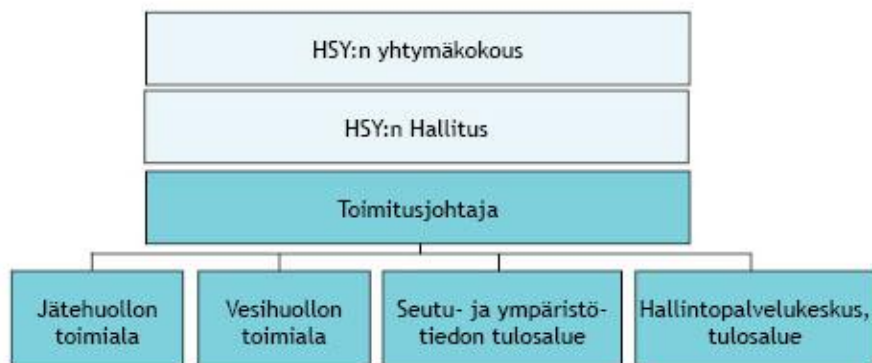 HSY:n yhtymäkokous
HSY:n Hallitus
Toimitusjohtaja
Jätehuollon
toimiala
Vesihuollon
toimiala
Seutu- ja ympäristö-
tiedon tulosalue
Hallintopalvelukeskus,
tulosalue